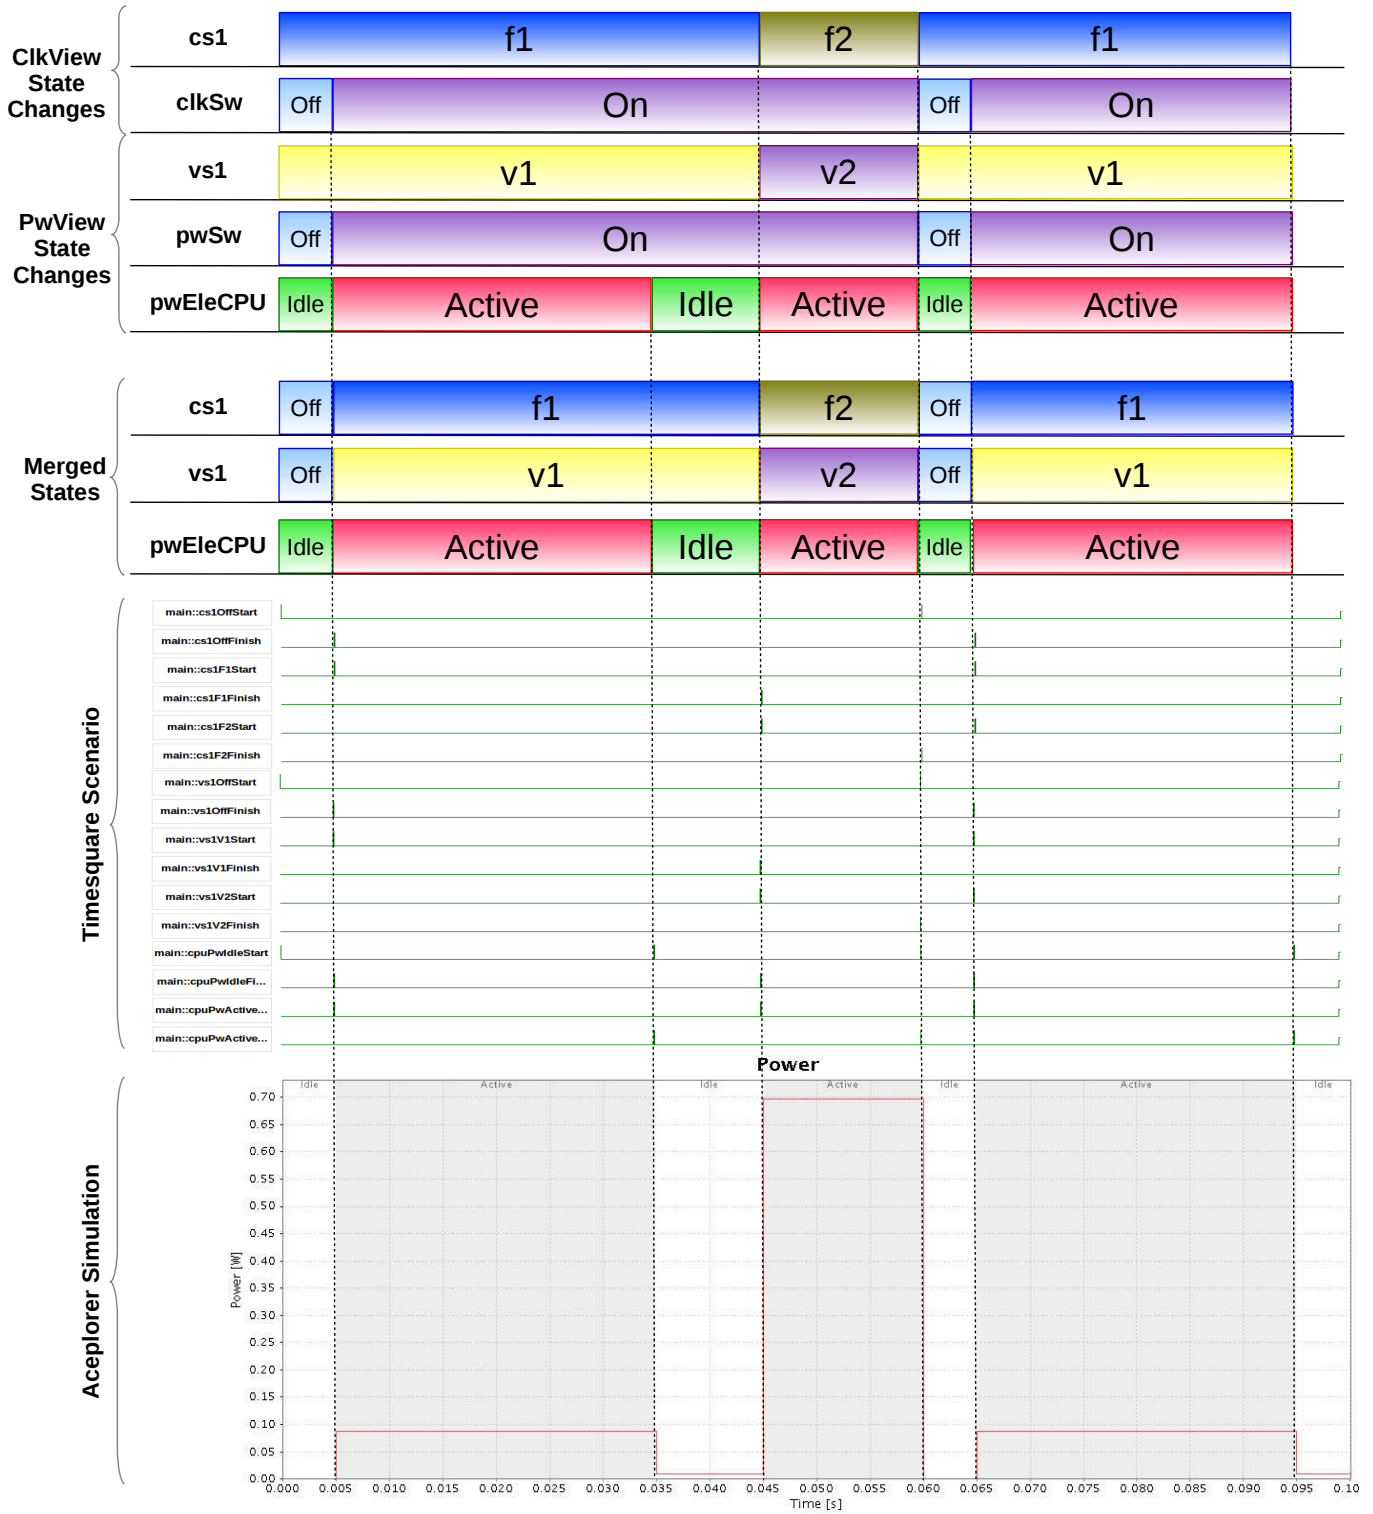 ClkView
State
Changes
cs1
f1
f2
f1
clkSw
Off
On
Off
On
PwView
State
Changes
vs1
v1
v2
v1
pwSw
Off
On
Off
On
pwEleCPU
Idle
Active
Idle
Active
Idle
Active
Merged
States
cs1
Off
f1
f2
Off
f1
vs1
Off
v1
v2
Off
v1
pwEleCPU
Idle
Active
Idle
Active
Idle
Active
Timesquare Scenario
main::cs1OffStart
main::cs1OffFinish
main::cs1F1Start
main::cs1F1Finish
main::cs1F2Start
main::cs1F2Finish
main::vs1OffStart
main::vs1OffFinish
main::vs1V1Start
main::vs1V1Finish
main::vs1V2Start
main::vs1V2Finish
main::cpuPwIdleStart
main::cpuPwIdleFi...
main::cpuPwActive...
main::cpuPwActive...
Aceplorer Simulation
Power
Idle
Active
Idle
Active
Idle
Active
Idle
Power [W]
0.70
0.65
0.60
0.55
0.50
0.45
0.40
0.35
0.30
0.25
0.20
0.15
0.10
0.05
0.00
0.000 0.005 0.010 0.015 0.020 0.025 0.030 0.035 0.040 0.045 0.050 0.055 0.060 0.065 0.070 0.075 0.080 0.085 0.090 0.095 0.10
Time [s]